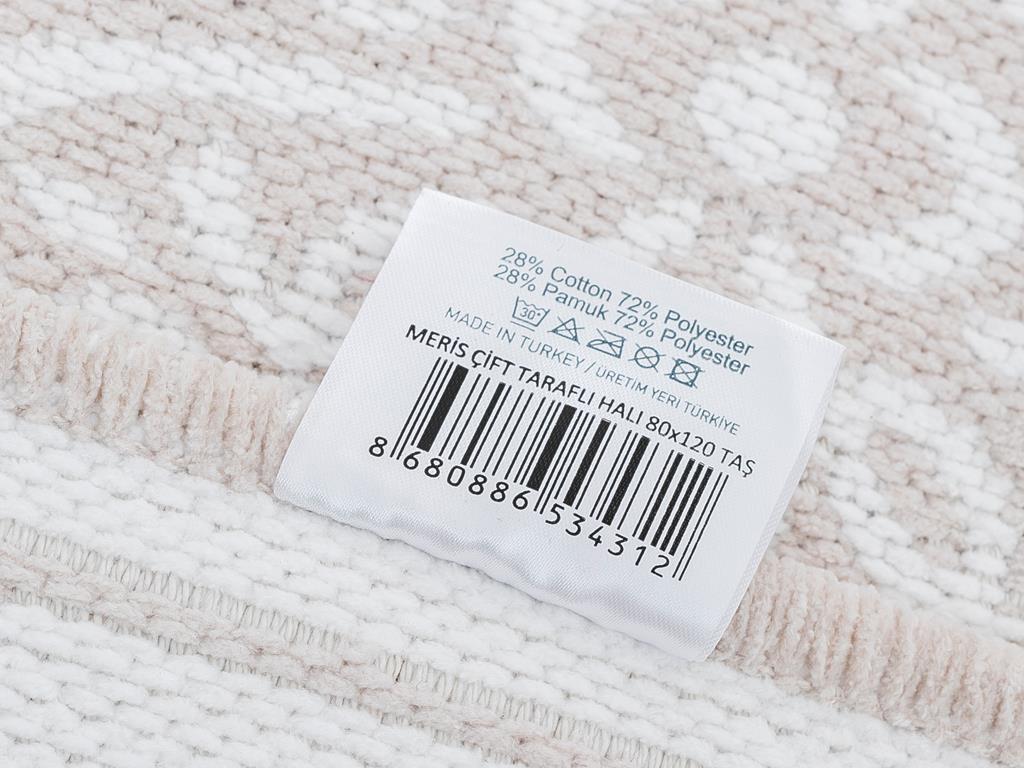 28% Cotton 72% Polyester
28% Pamuk 72% Polyester
30°
MADE IN TURKEY / ÜRETİM YERİ TÜRKİYE
MERİS ÇİFT TARAFLI HALI 80x120 TAŞ
8 680886 534312